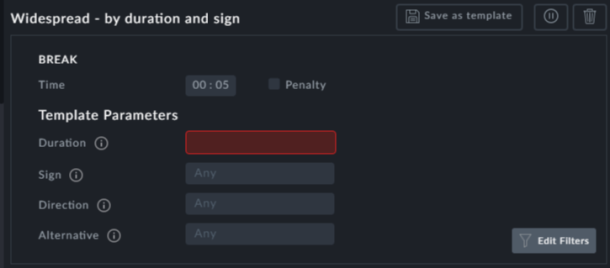 Widespread - by duration and sign
Save as template
BREAK
Time 00 : 05 Penalty
Template Parameters
Duration
Sign Any
Direction Any
Alternative Any
Edit Filters